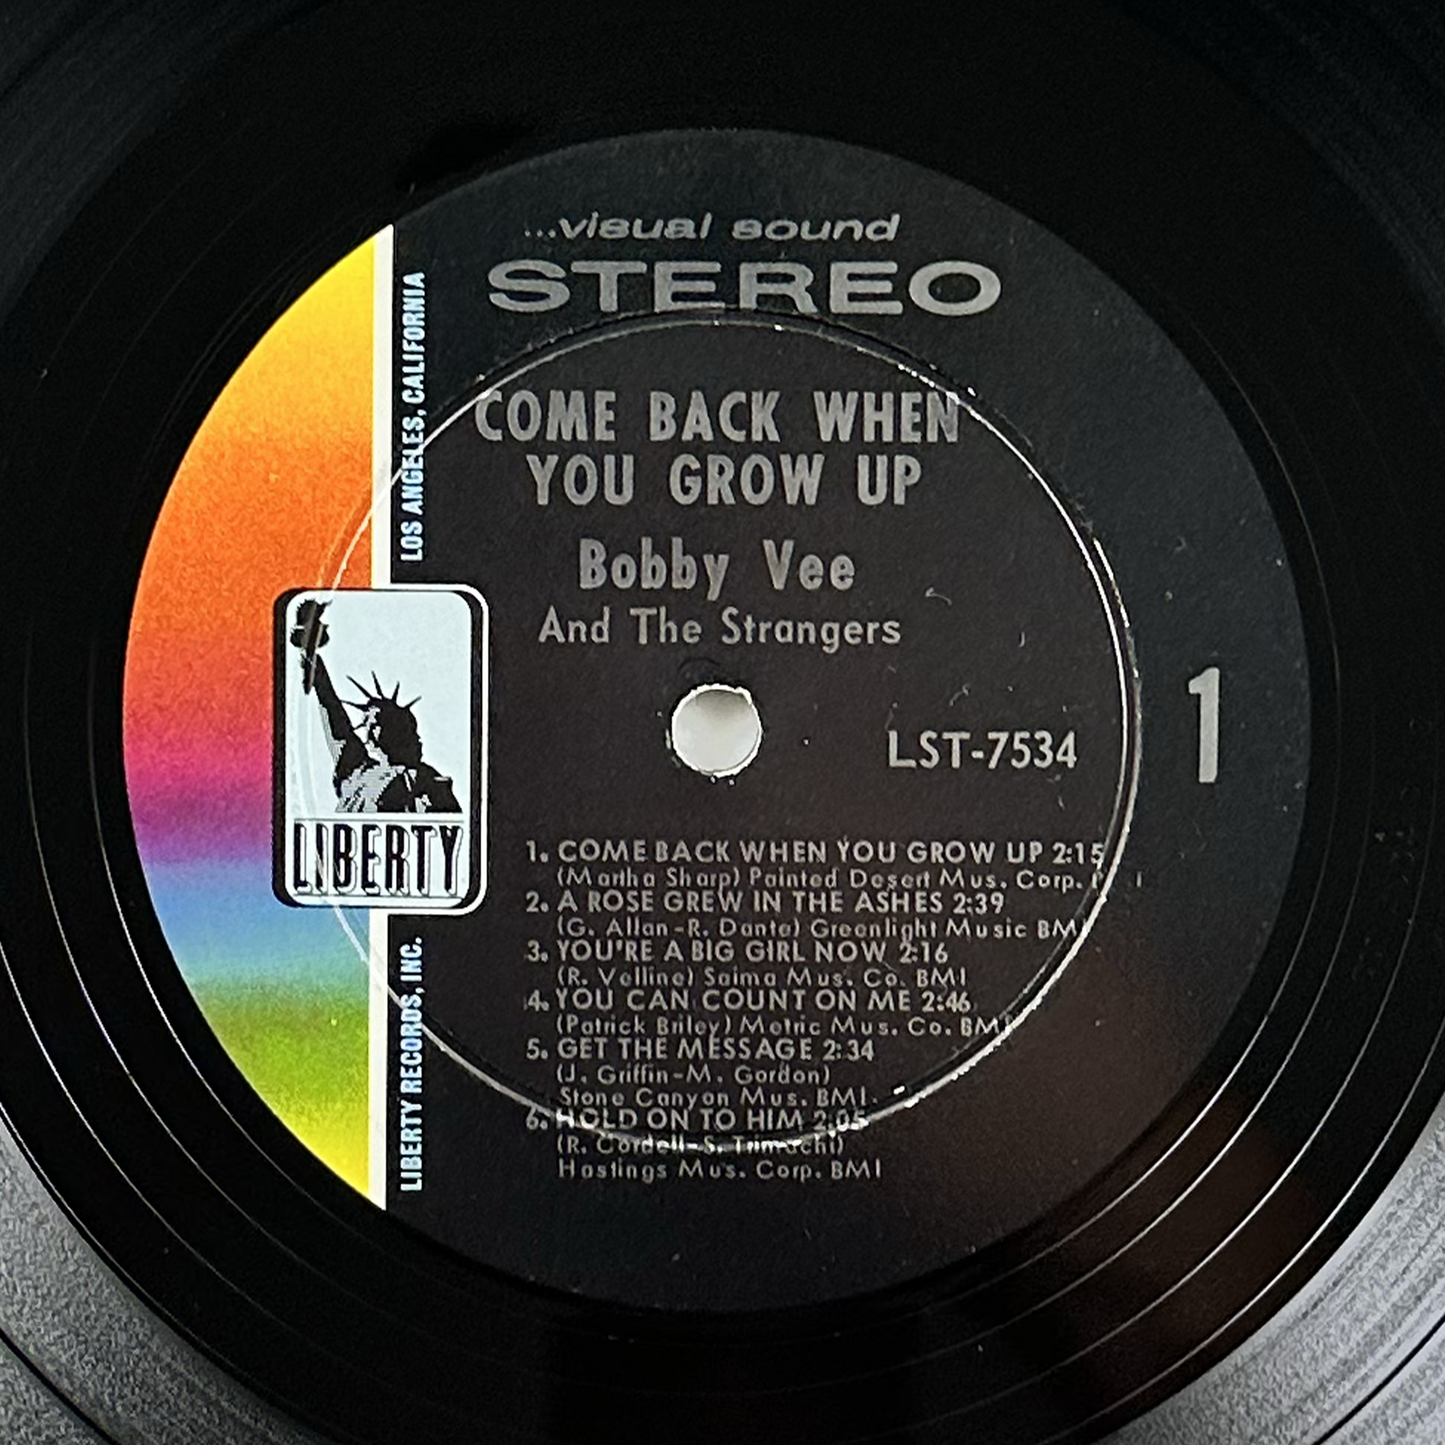 ...visual sound
STEREO
LOS ANGELES, CALIFORNIA
COME BACK WHEN
YOU GROW UP
Bobby Vee
And The Strangers
LIBERTY
LST-7534
1
1. COME BACK WHEN YOU GROW UP 2:15
(Martha Sharp) Painted Desert Mus. Corp.
2. A ROSE GREW IN THE ASHES 2:39
(G. Allan-R. Dante) Greenlight Music BMI
3. YOU'RE A BIG GIRL NOW 2:16
(R. Velline) Saima Mus. Co. BMI
4. YOU CAN COUNT ON ME 2:46
(Patrick Briley) Metric Mus. Co. BMI
5. GET THE MESSAGE 2:34
(J. Griffin-M. Gordon)
Stone Canyon Mus. BMI
6. HOLD ON TO HIM 2:05
(R. Cordell-S. Trimachi)
Hastings Mus. Corp. BMI
LIBERTY RECORDS, INC.